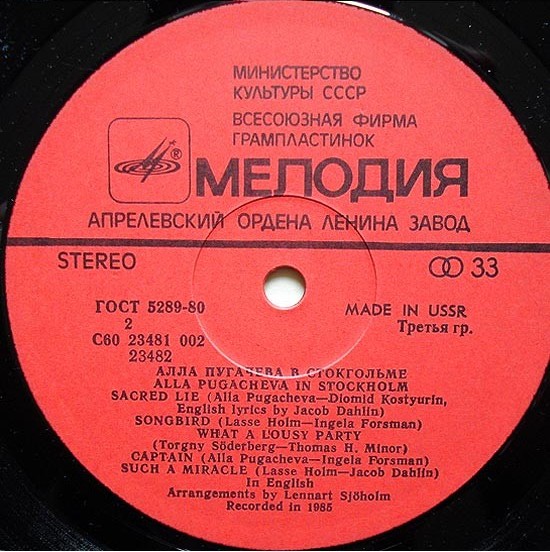 МИНИСТЕРСТВО
КУЛЬТУРЫ СССР
ВСЕСОЮЗНАЯ ФИРМА
ГРАМПЛАСТИНОК
®
МЕЛОДИЯ
АПРЕЛЕВСКИЙ ОРДЕНА ЛЕНИНА ЗАВОД
STEREO 33
ГОСТ 5289-80 MADE IN USSR
2 Третья гр.
С60 23481 002
23482
АЛЛА ПУГАЧЕВА В СТОКГОЛЬМЕ
ALLA PUGACHEVA IN STOCKHOLM
SACRED LIE (Alla Pugacheva—Diomid Kostyurin,
English lyrics by Jacob Dahlin)
SONGBIRD (Lasse Holm—Ingela Forsman)
WHAT A LOUSY PARTY
(Torgny Söderberg—Thomas H. Minor)
CAPTAIN (Alla Pugacheva—Ingela Forsman)
SUCH A MIRACLE (Lasse Holm—Jacob Dahlin)
In English
Arrangements by Lennart Sjöholm
Recorded in 1985